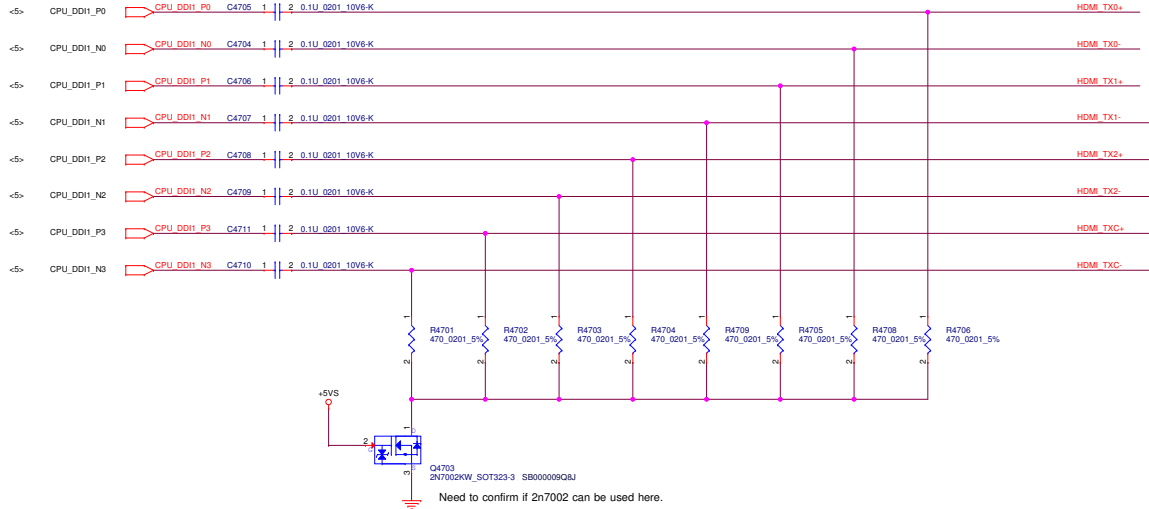 <5> CPU_DDI1_P0 CPU_DDI1_P0 C4705 1 2 0.1U_0201_10V6-K HDMI_TX0+
<5> CPU_DDI1_N0 CPU_DDI1_N0 C4704 1 2 0.1U_0201_10V6-K HDMI_TX0-
<5> CPU_DDI1_P1 CPU_DDI1_P1 C4706 1 2 0.1U_0201_10V6-K HDMI_TX1+
<5> CPU_DDI1_N1 CPU_DDI1_N1 C4707 1 2 0.1U_0201_10V6-K HDMI_TX1-
<5> CPU_DDI1_P2 CPU_DDI1_P2 C4708 1 2 0.1U_0201_10V6-K HDMI_TX2+
<5> CPU_DDI1_N2 CPU_DDI1_N2 C4709 1 2 0.1U_0201_10V6-K HDMI_TX2-
<5> CPU_DDI1_P3 CPU_DDI1_P3 C4711 1 2 0.1U_0201_10V6-K HDMI_TXC+
<5> CPU_DDI1_N3 CPU_DDI1_N3 C4710 1 2 0.1U_0201_10V6-K HDMI_TXC-
1 1 1 1 1 1 1 1
R4701 R4702 R4703 R4704 R4709 R4705 R4708 R4706
470_0201_5% 470_0201_5% 470_0201_5% 470_0201_5% 470_0201_5% 470_0201_5% 470_0201_5% 470_0201_5%
2 2 2 2 2 2 2 2
+5VS
1 D
2 G
3 S
Q4703
2N7002KW_SOT323-3 SB000009Q8J
Need to confirm if 2n7002 can be used here.